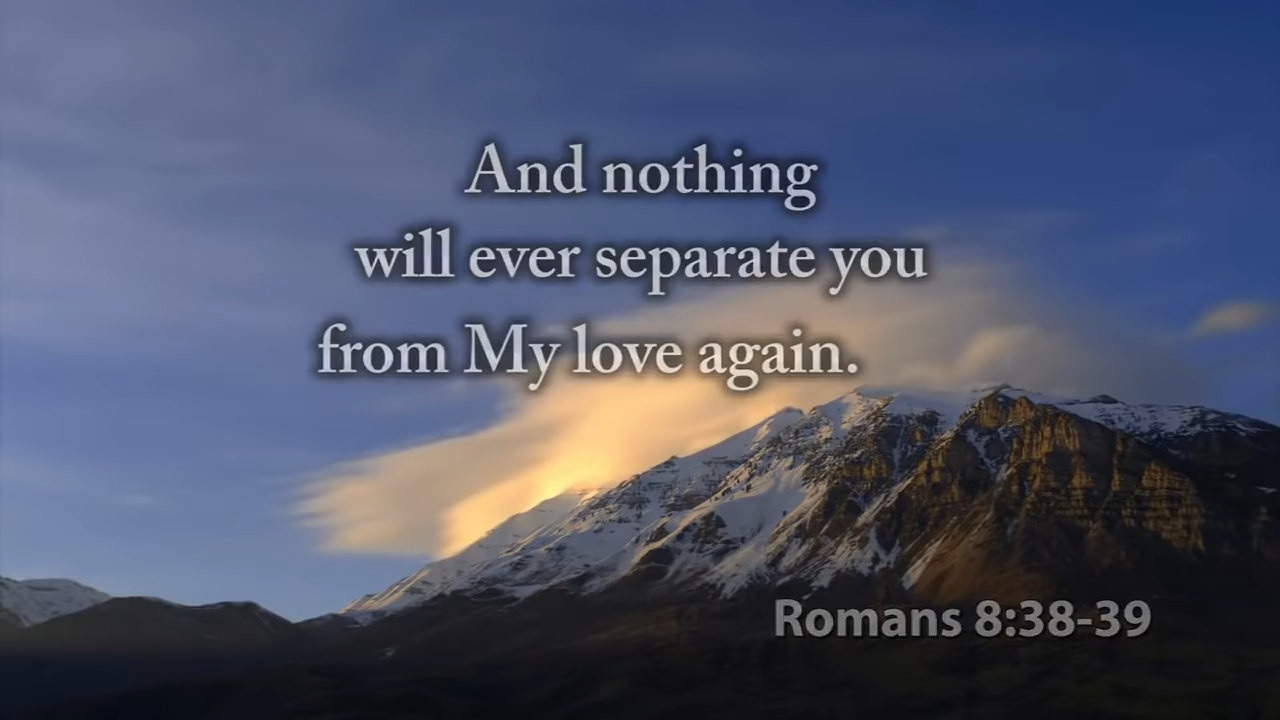 And nothing
will ever separate you
from My love again.
Romans 8:38-39